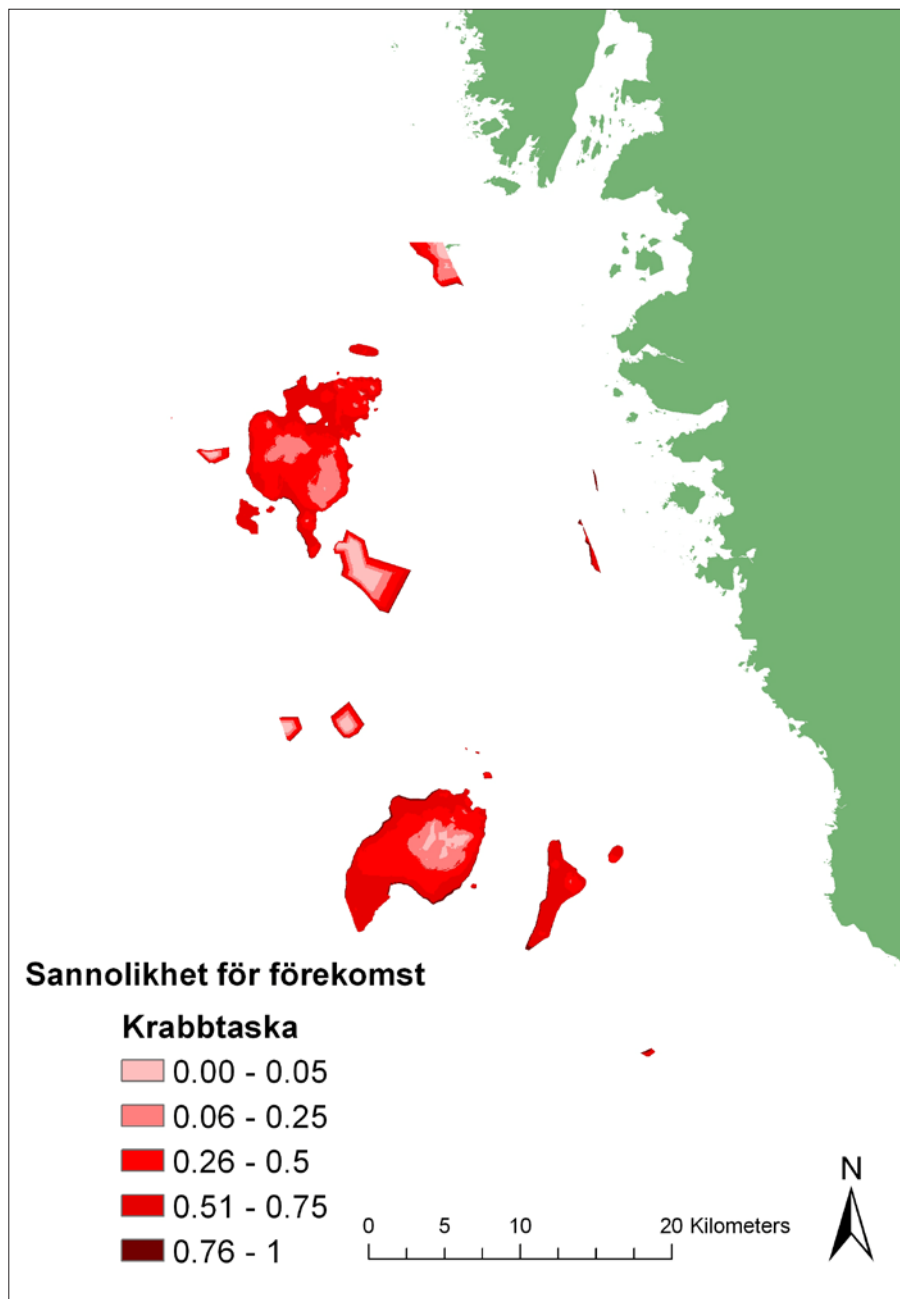 Sannolikhet för förekomst
Krabbtaska
0.00 - 0.05
0.06 - 0.25
0.26 - 0.5
0.51 - 0.75
0.76 - 1
0 5 10 20 Kilometers
N